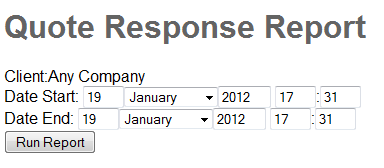 Quote Response Report
Client:Any Company
Date Start: 19 January 2012 17 : 31
Date End: 19 January 2012 17 : 31
Run Report